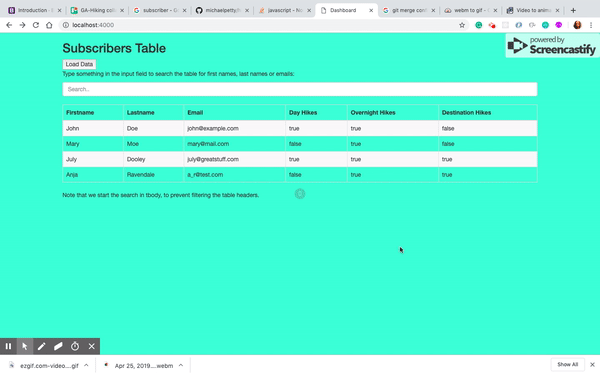 Introduction ·
GA-Hiking coll
subscriber - G
michaelpetty/
javascript - N
Dashboard
git merge con
webm to gif -
Video to anim
localhost:4000
powered by
Screencastify
Subscribers Table
Load Data
Type something in the input field to search the table for first names, last names or emails:
Search..
Firstname Lastname Email Day Hikes Overnight Hikes Destination Hikes
John Doe john@example.com true true false
Mary Moe mary@mail.com false true false
July Dooley july@greatstuff.com true true true
Anja Ravendale a_r@test.com false true true
Note that we start the search in tbody, to prevent filtering the table headers.
ezgif.com-video....gif
Apr 25, 2019....webm
Show All